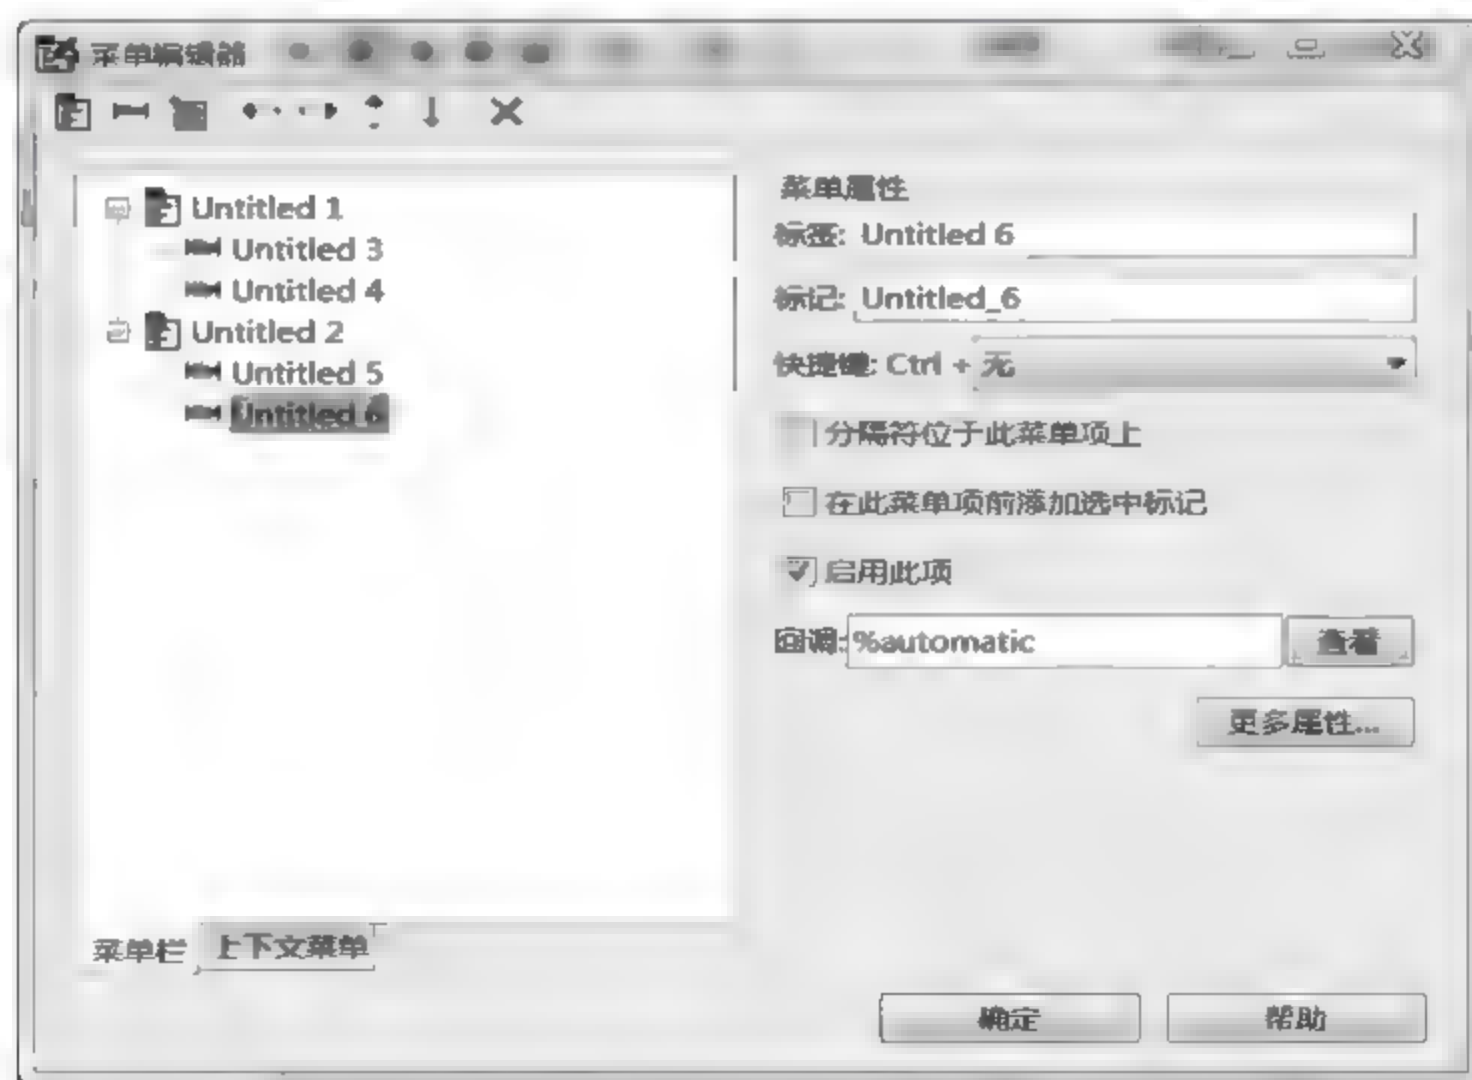 菜单编辑器
Untitled 1
Untitled 3
Untitled 4
Untitled 2
Untitled 5
Untitled 6
菜单栏
上下文菜单
菜单属性
标签: Untitled 6
标记: Untitled_6
快捷键: Ctrl + 无
分隔符位于此菜单项上
在此菜单项前添加选中标记
启用此项
回调: %automatic 查看
更多属性...
确定 帮助